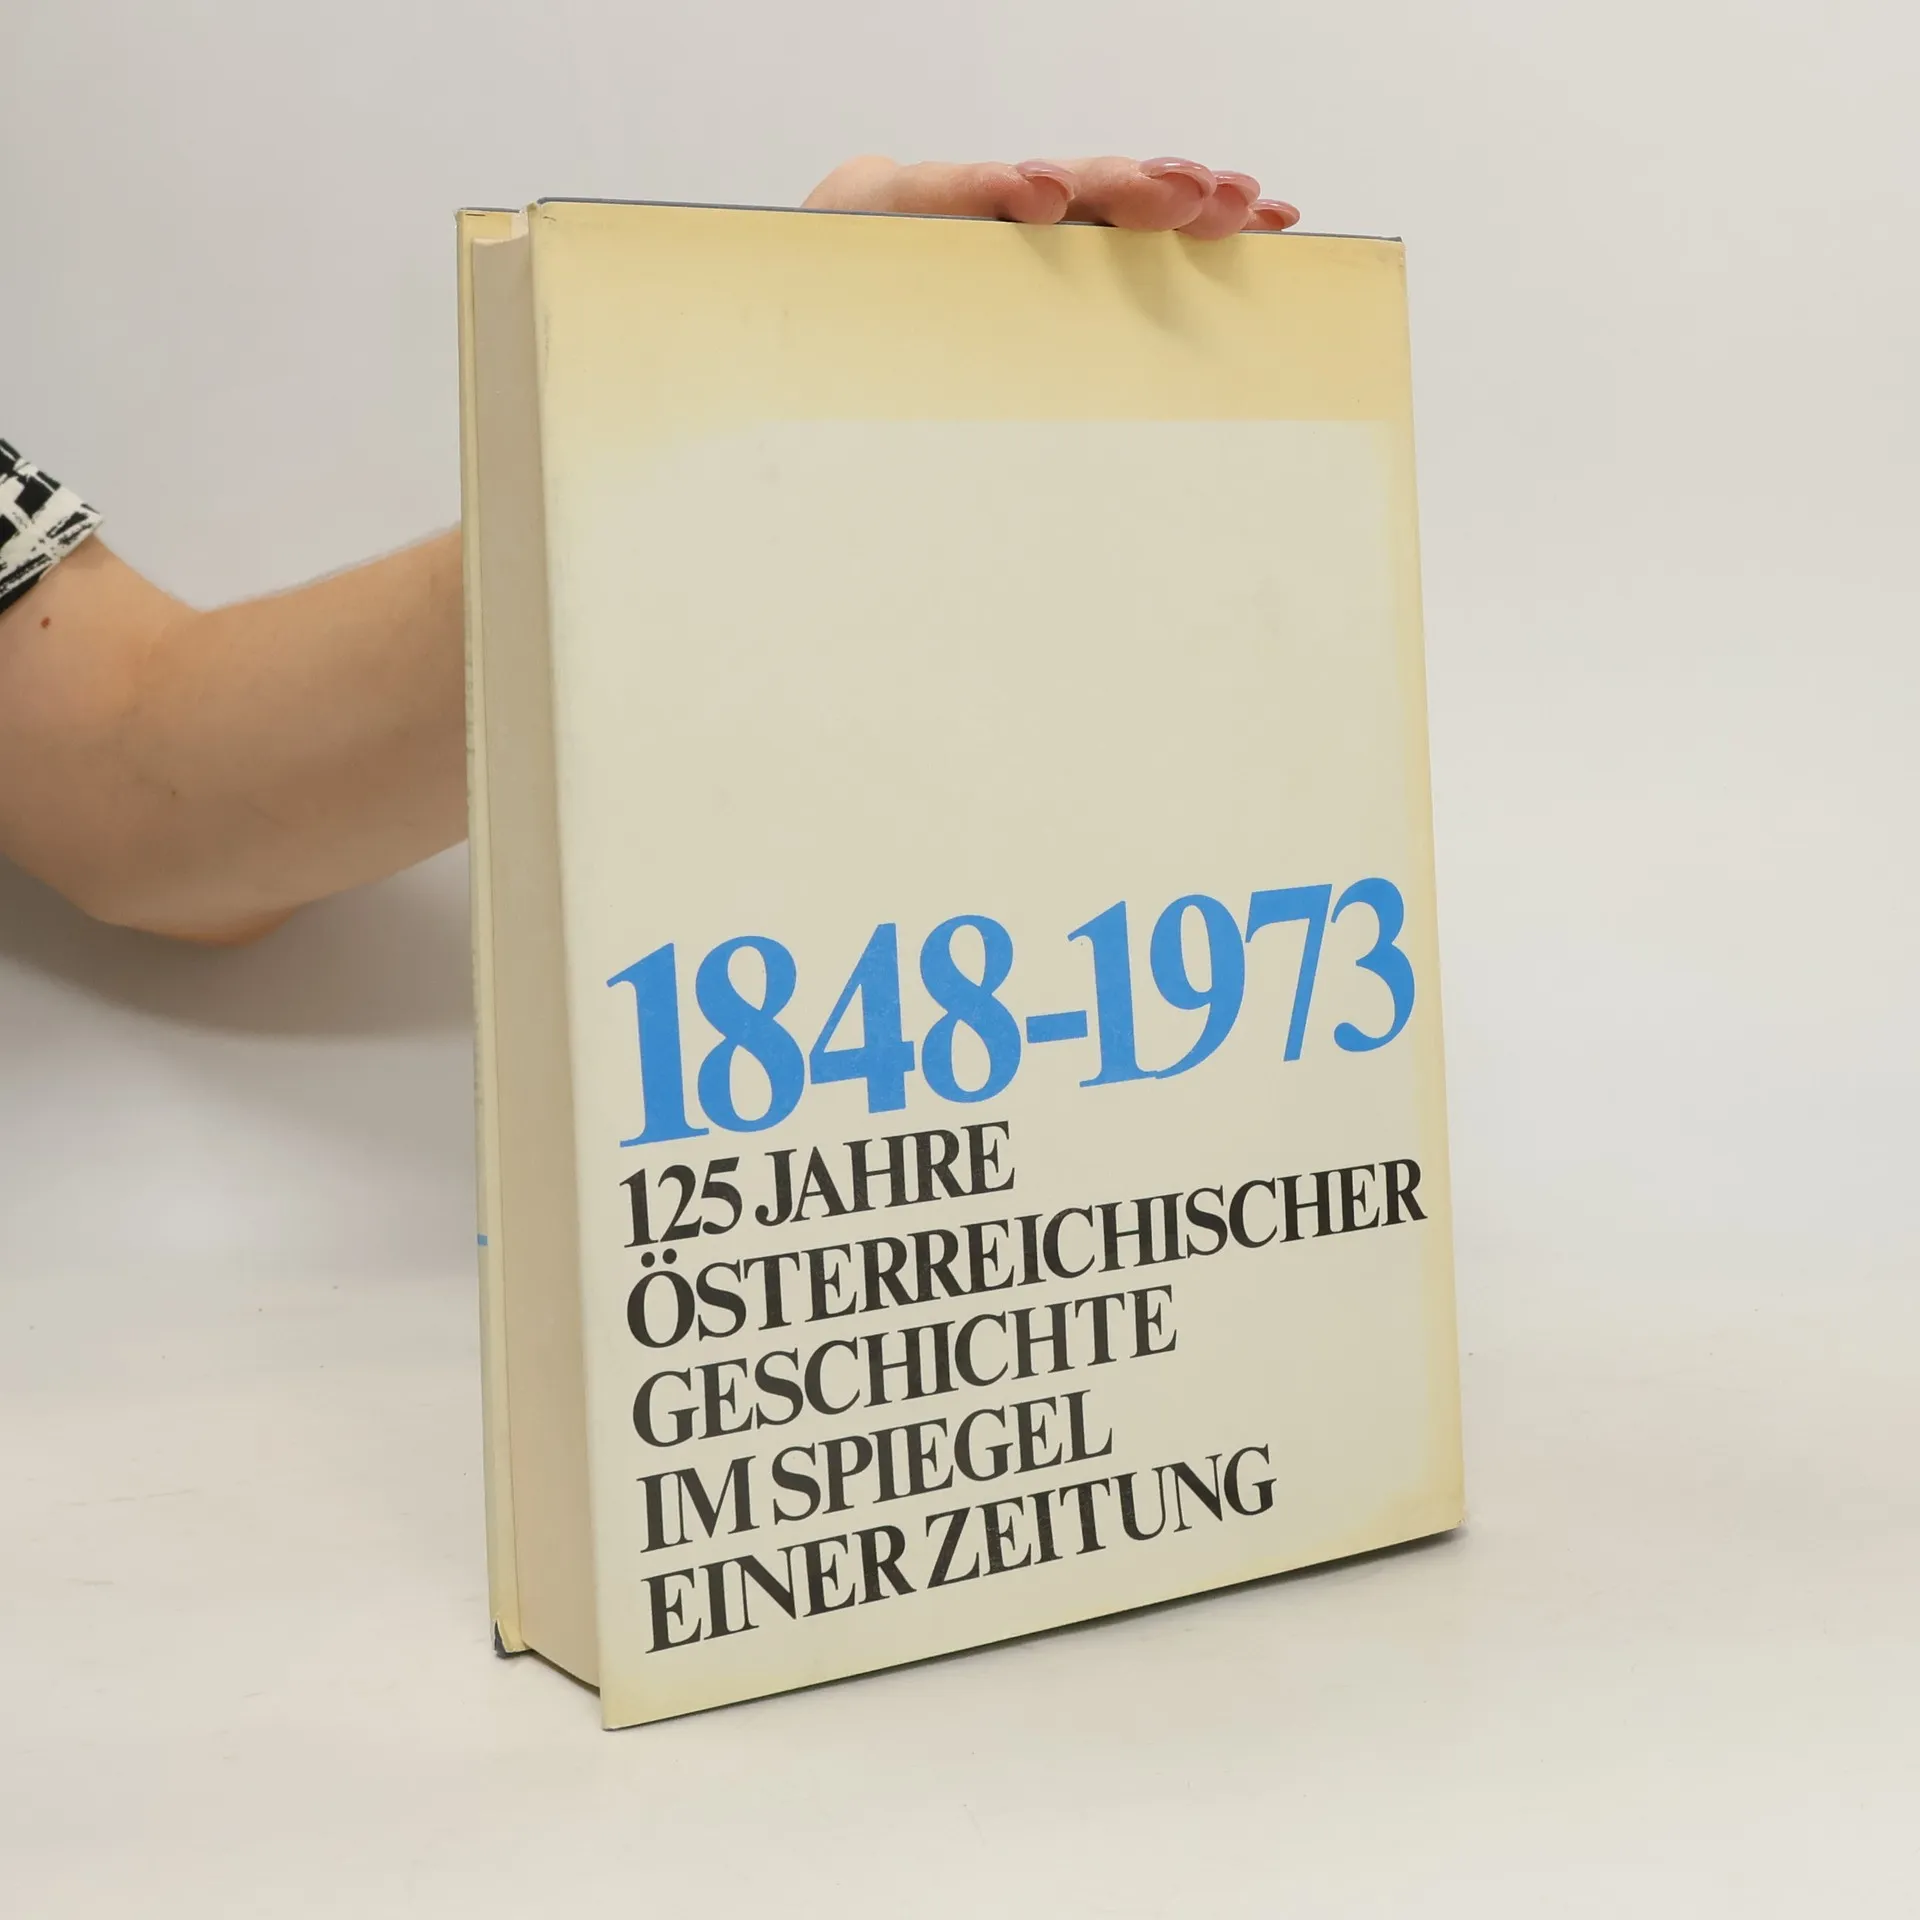 1848-1973
125 JAHRE
ÖSTERREICHISCHER
GESCHICHTE
IM SPIEGEL
EINER ZEITUNG